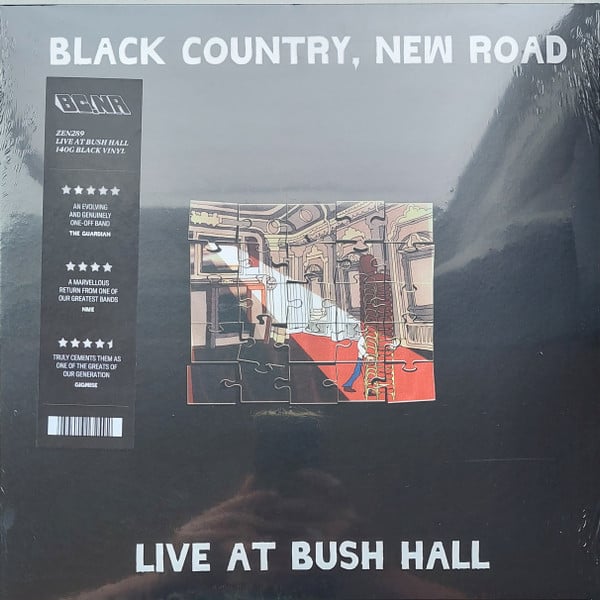 BLACK COUNTRY, NEW ROAD
BC,NR
ZEN289
LIVE AT BUSH HALL
140G BLACK VINYL
AN EVOLVING
AND GENUINELY
ONE-OFF BAND
THE GUARDIAN
A MARVELLOUS
RETURN FROM ONE OF
OUR GREATEST BANDS
NME
TRULY CEMENTS THEM AS
ONE OF THE GREATS OF
OUR GENERATION
GIGWISE
LIVE AT BUSH HALL